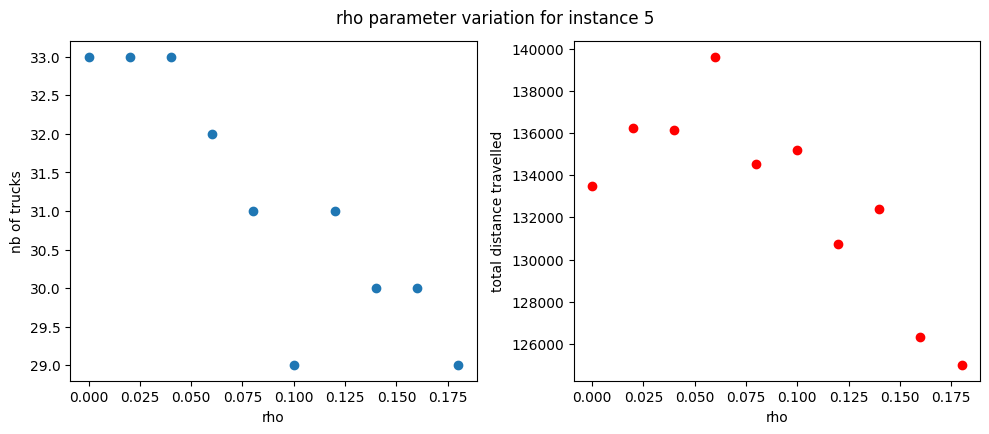 rho parameter variation for instance 5
nb of trucks
33.0
32.5
32.0
31.5
31.0
30.5
30.0
29.5
29.0
0.000 0.025 0.050 0.075 0.100 0.125 0.150 0.175
rho
total distance travelled
140000
138000
136000
134000
132000
130000
128000
126000
0.000 0.025 0.050 0.075 0.100 0.125 0.150 0.175
rho